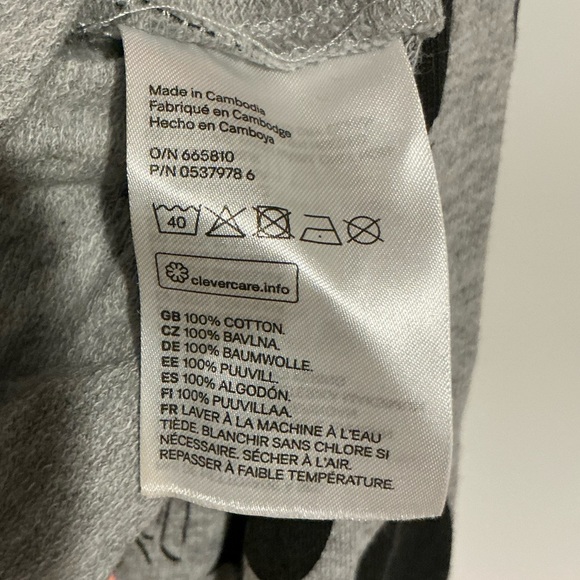 Made in Cambodia
Fabriqué en Cambodge
Hecho en Camboya
O/N 665810
P/N 0537978 6
40
clevercare.info
GB 100% COTTON.
CZ 100% BAVLNA.
DE 100% BAUMWOLLE.
EE 100% PUUVILL.
ES 100% ALGODÓN.
FI 100% PUUVILLAA.
FR LAVER À LA MACHINE À L'EAU
TIÈDE. BLANCHIR SANS CHLORE SI
NÉCESSAIRE. SÉCHER À L'AIR.
REPASSER À FAIBLE TEMPÉRATURE.